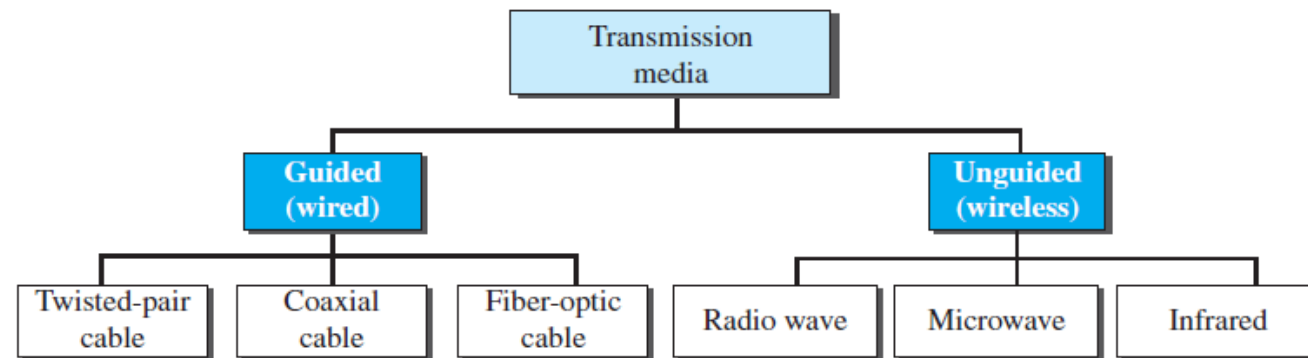 Transmission
media
Guided
(wired)
Unguided
(wireless)
Twisted-pair
cable
Coaxial
cable
Fiber-optic
cable
Radio wave
Microwave
Infrared